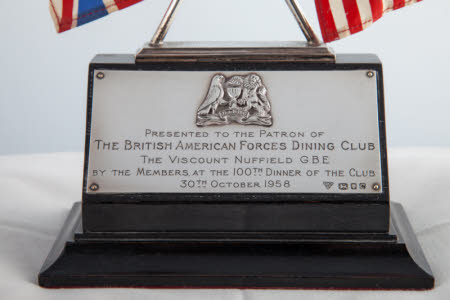 Presented to the Patron of
The British American Forces Dining Club
The Viscount Nuffield G.B.E
by the Members, at the 100TH Dinner of the Club
30TH October 1958